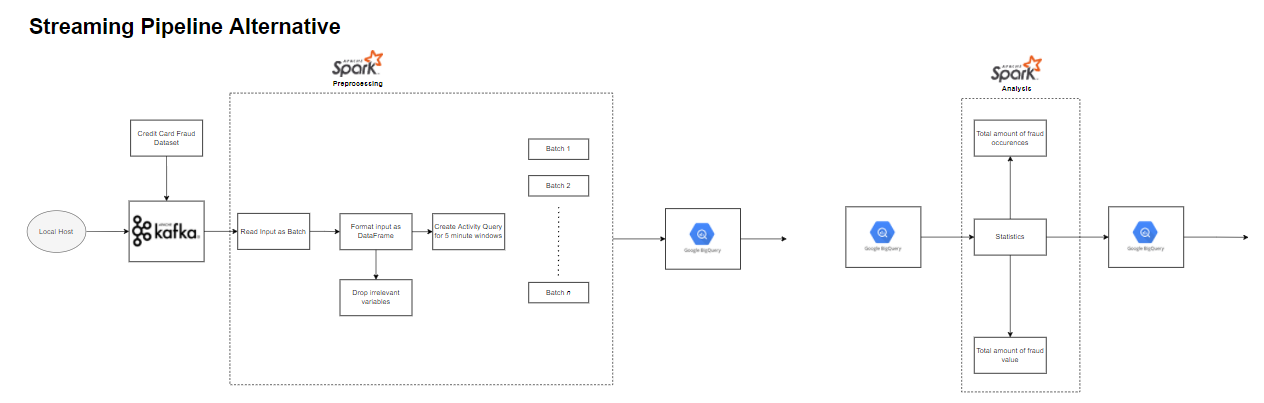 Streaming Pipeline Alternative
APACHE
Spark
Preprocessing
APACHE
Spark
Analysis
Credit Card Fraud
Dataset
Batch 1
Total amount of fraud
occurences
Batch 2
Local Host
APACHE
kafka
Read Input as Batch
Format input as
DataFrame
Create Activity Query
for 5 minute windows
Google BigQuery
Google BigQuery
Statistics
Google BigQuery
Drop irrelevant
variables
Batch n
Total amount of fraud
value